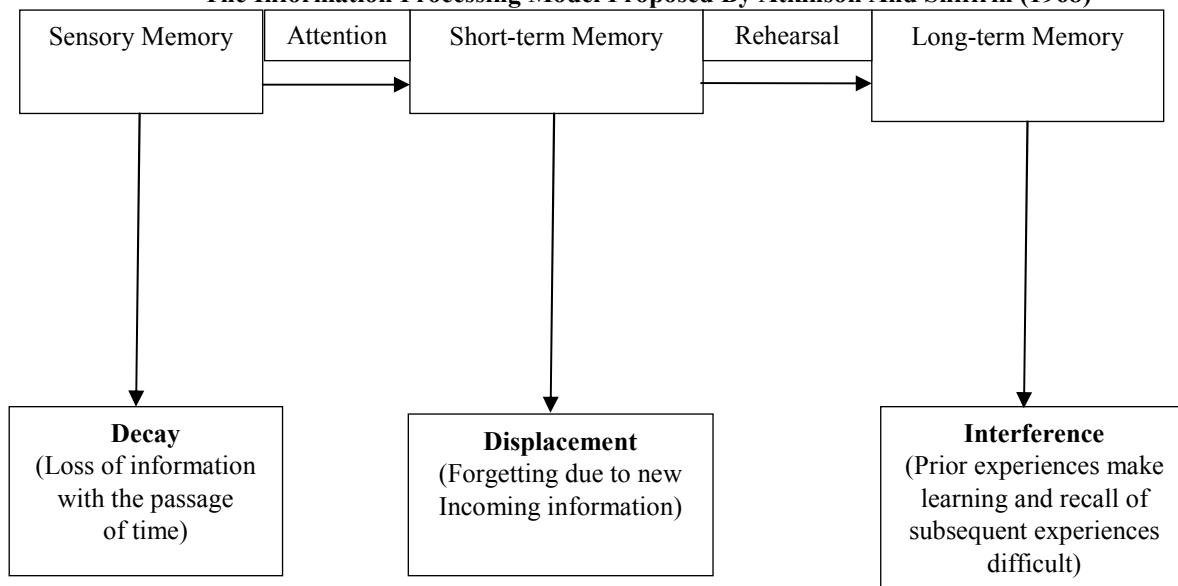 The Information Processing Model Proposed By Atkinson And Shiffrin (1968)
Sensory Memory
Attention
Short-term Memory
Rehearsal
Long-term Memory
Decay
(Loss of information
with the passage
of time)
Displacement
(Forgetting due to new
Incoming information)
Interference
(Prior experiences make
learning and recall of
subsequent experiences
difficult)